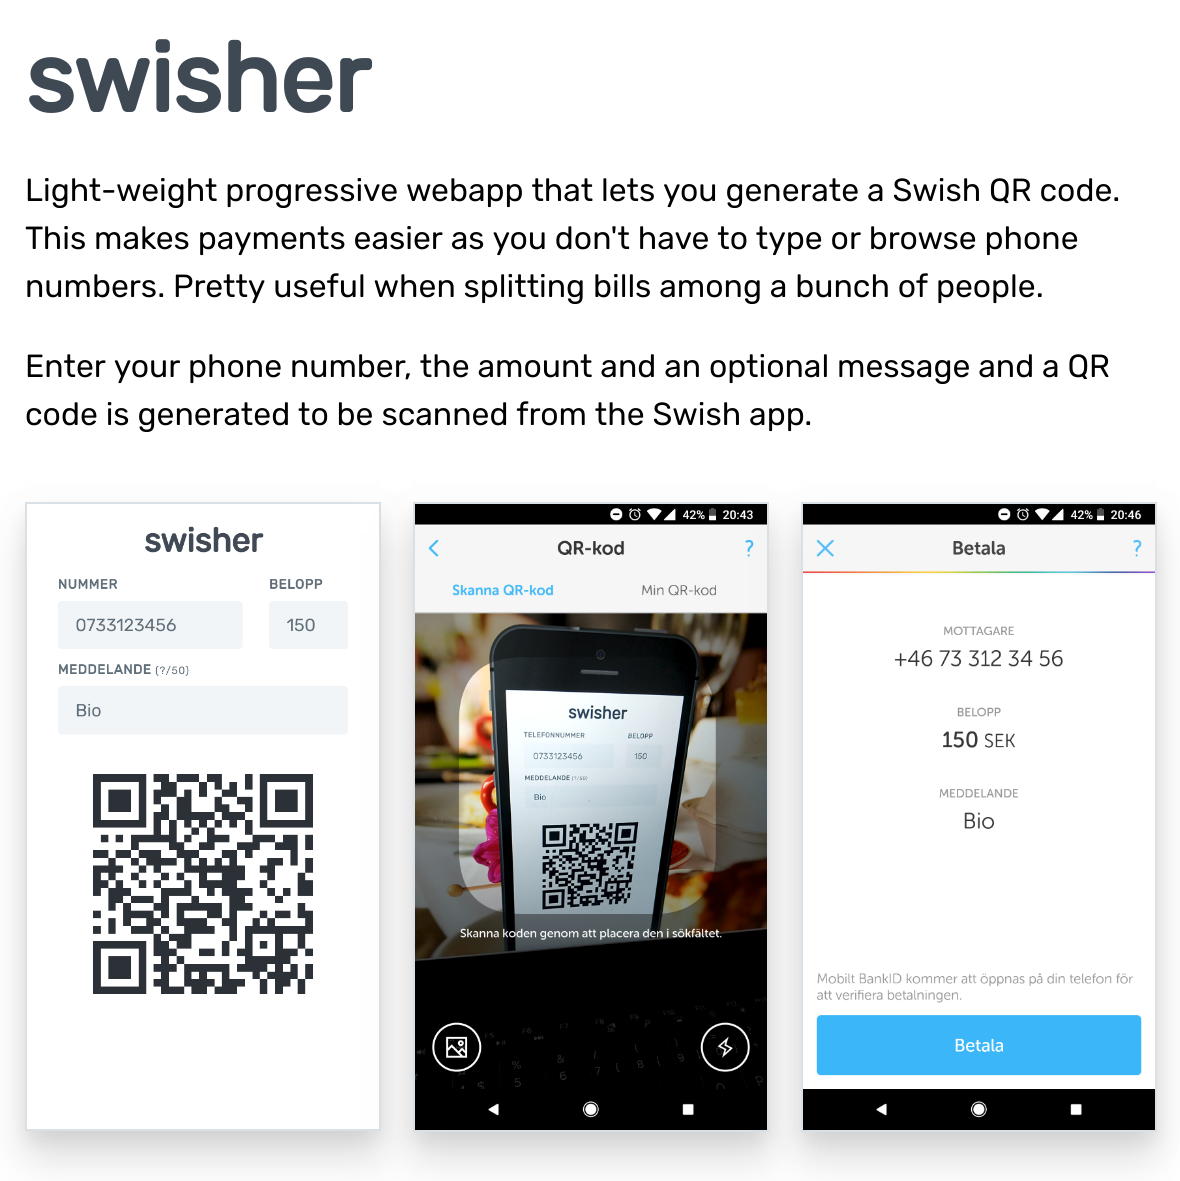 swisher
Light-weight progressive webapp that lets you generate a Swish QR code.
This makes payments easier as you don't have to type or browse phone
numbers. Pretty useful when splitting bills among a bunch of people.
Enter your phone number, the amount and an optional message and a QR
code is generated to be scanned from the Swish app.
swisher
NUMMER BELOPP
0733123456 150
MEDDELANDE (?/50)
Bio
42% 20:43
QR-kod ?
Skanna QR-kod Min QR-kod
swisher
TELEFONNUMMER BELOPP
0733123456 150
MEDDELANDE (?/50)
Bio
Skanna koden genom att placera den i sökfältet.
42% 20:46
Betala ?
MOTTAGARE
+46 73 312 34 56
BELOPP
150 SEK
MEDDELANDE
Bio
Mobilt BankID kommer att öppnas på din telefon för
att verifiera betalningen.
Betala